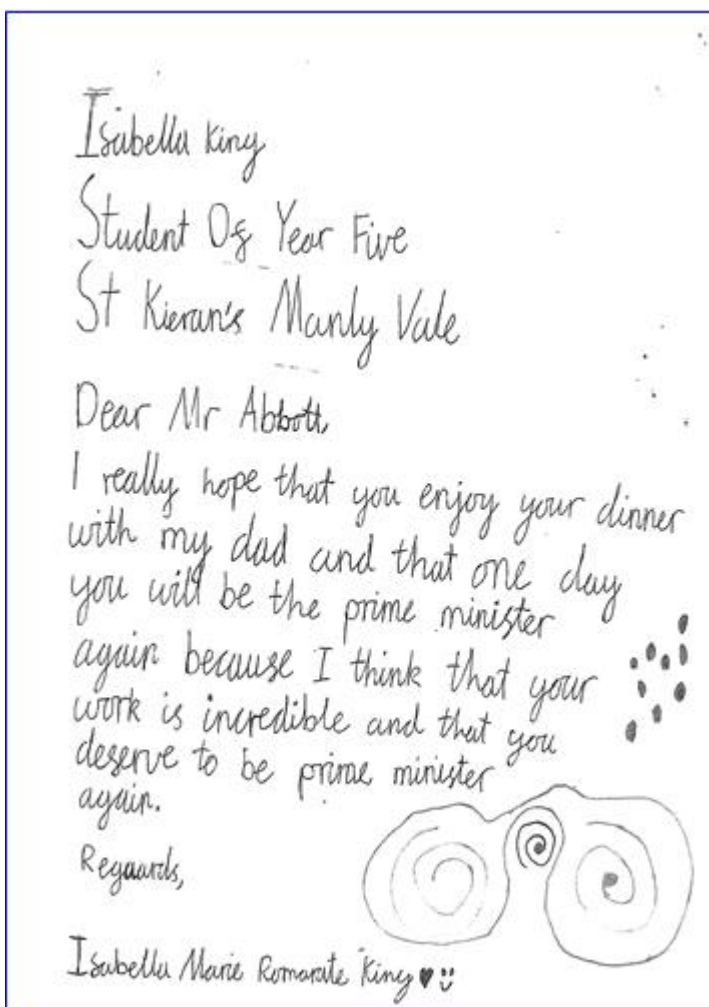 Isabella King
Student Of Year Five
St Kieran's Manly Vale
Dear Mr Abbott,
I really hope that you enjoy your dinner
with my dad and that one day
you will be the prime minister
again because I think that your
work is incredible and that you
deserve to be prime minister
again.
Regaards,
Isabella Marie Romarate King ♥ :)